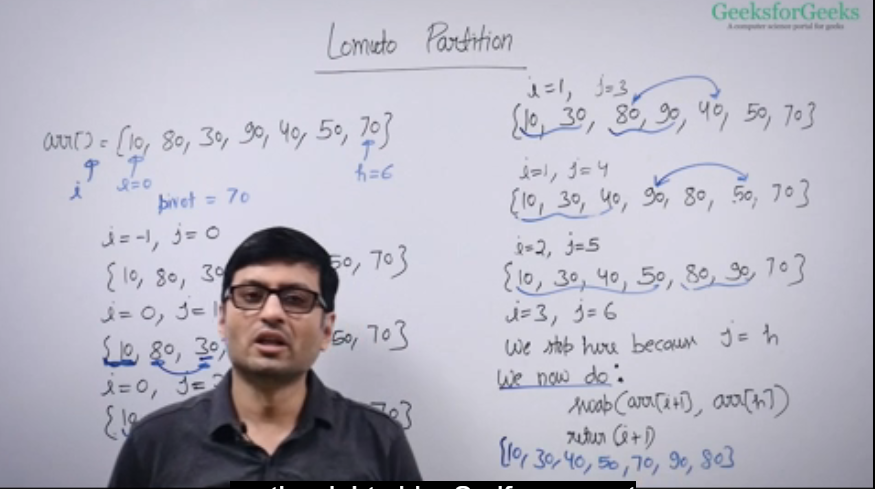 GeeksforGeeks
A computer science portal for geeks
Lomuto Partition
arr[] = {10, 80, 30, 90, 40, 50, 70}
i l=0 h=6
pivot = 70
i=-1, j=0
{10, 80, 50, 70}
i=0,
{10, 80, 30, 50, 70}
i=0,
i=1, j=3
{10, 30, 80, 90, 40, 50, 70}
i=1, j=4
{10, 30, 40, 90, 80, 50, 70}
i=2, j=5
{10, 30, 40, 50, 80, 90, 70}
i=3, j=6
We stop here because j = h
We now do:
swap(arr[i+1], arr[h])
return (i+1)
{10, 30, 40, 50, 70, 90, 80}